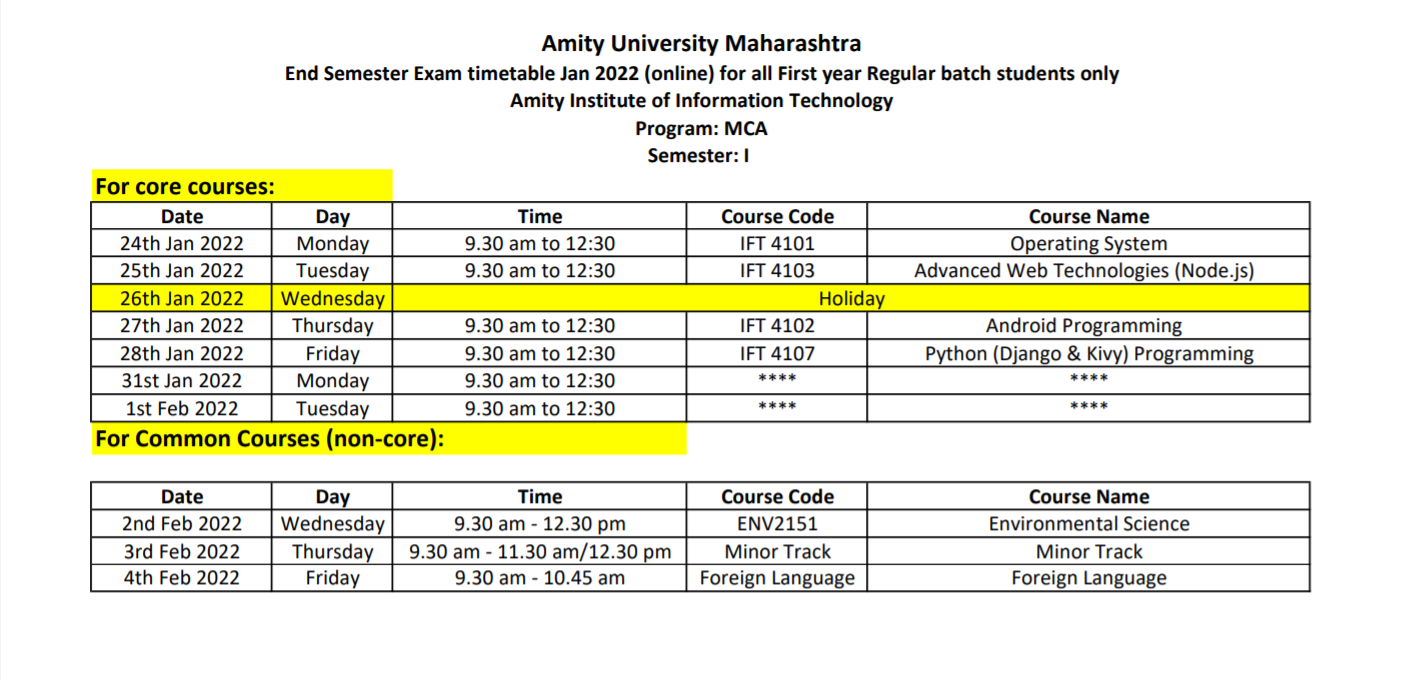 Amity University Maharashtra
End Semester Exam timetable Jan 2022 (online) for all First year Regular batch students only
Amity Institute of Information Technology
Program: MCA
Semester: I
For core courses:
Date Day Time Course Code Course Name
24th Jan 2022 Monday 9.30 am to 12:30 IFT 4101 Operating System
25th Jan 2022 Tuesday 9.30 am to 12:30 IFT 4103 Advanced Web Technologies (Node.js)
26th Jan 2022 Wednesday Holiday
27th Jan 2022 Thursday 9.30 am to 12:30 IFT 4102 Android Programming
28th Jan 2022 Friday 9.30 am to 12:30 IFT 4107 Python (Django & Kivy) Programming
31st Jan 2022 Monday 9.30 am to 12:30 **** ****
1st Feb 2022 Tuesday 9.30 am to 12:30 **** ****
For Common Courses (non-core):
Date Day Time Course Code Course Name
2nd Feb 2022 Wednesday 9.30 am - 12.30 pm ENV2151 Environmental Science
3rd Feb 2022 Thursday 9.30 am - 11.30 am/12.30 pm Minor Track Minor Track
4th Feb 2022 Friday 9.30 am - 10.45 am Foreign Language Foreign Language